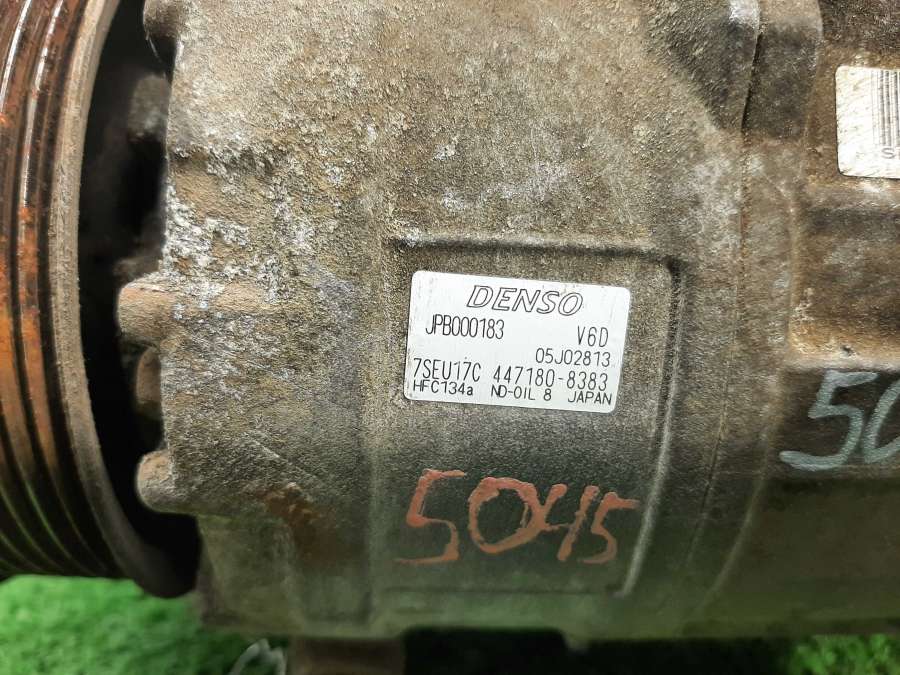 DENSO
JPB000183 V6D
05J02813
7SEU17C 447180-8383
HFC134a ND-OIL 8 JAPAN
5045